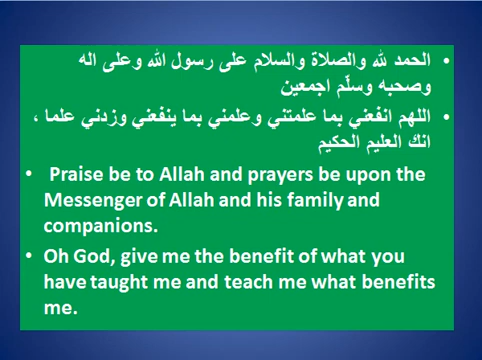 الحمد لله والصلاة والسلام على رسول الله وعلى اله
وصحبه وسلّم اجمعين
اللهم انفعني بما علمتني وعلمني بما ينفعني وزدني علما ،
انك العليم الحكيم
Praise be to Allah and prayers be upon the
Messenger of Allah and his family and
companions.
Oh God, give me the benefit of what you
have taught me and teach me what benefits
me.